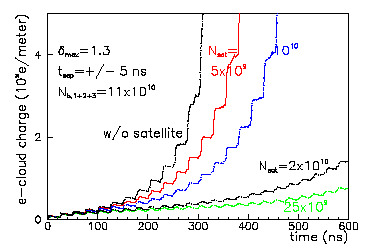 δmax=1.3
tsep=+/- 5 ns
Nb,1+2+3=11x10^10
Nsat=
5x10^9
10^10
w/o satellite
Nsat=2x10^10
25x10^9
e-cloud charge (10^9e/meter)
4
2
0
0 100 200 300 400 500 600
time (ns)